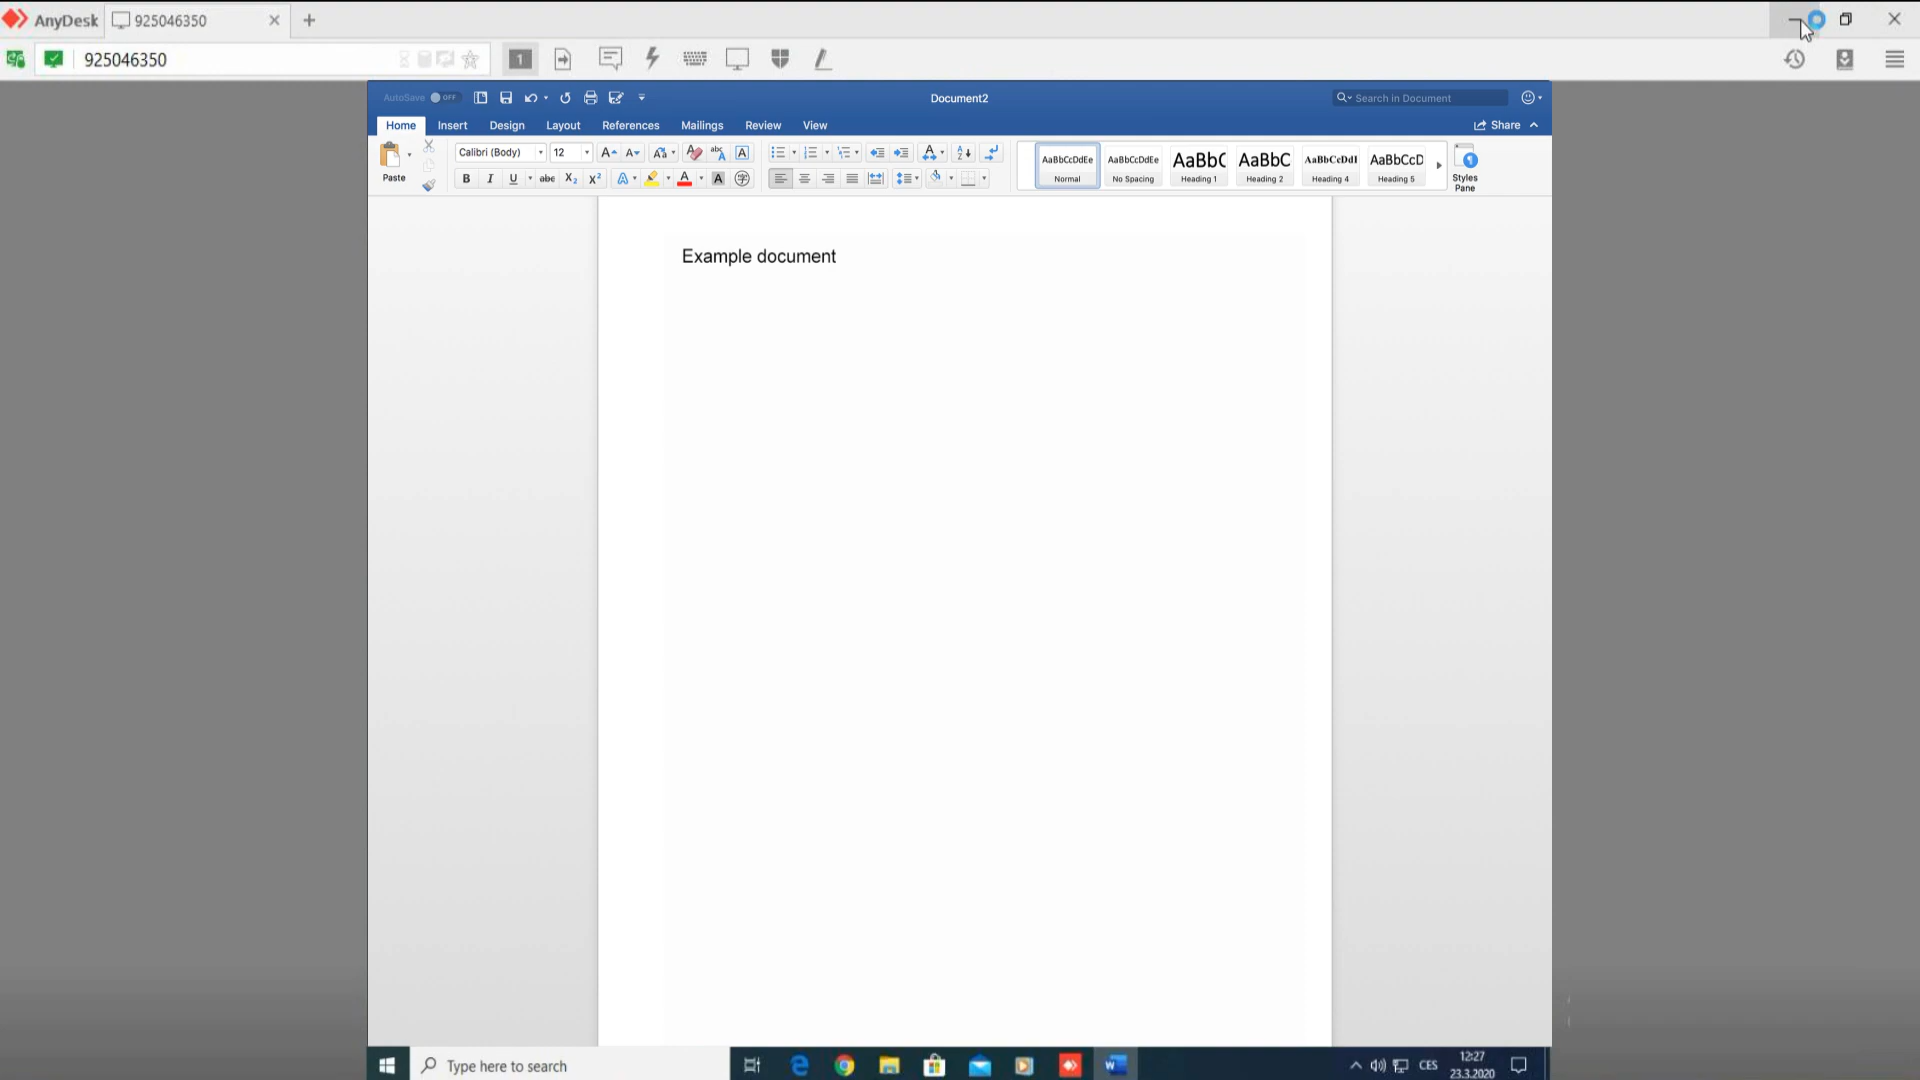 AnyDesk 925046350
925046350 1
AutoSave OFF Document2 Search in Document
Home Insert Design Layout References Mailings Review View Share
Paste Calibri (Body) 12
AaBbCcDdEe AaBbCcDdEe AaBbC AaBbC AaBbCcDdI AaBbCcD
Normal No Spacing Heading 1 Heading 2 Heading 4 Heading 5
Styles
Pane
B I U abc X₂ X² A A A
Example document
Type here to search
CES 12:27
23.3.2020